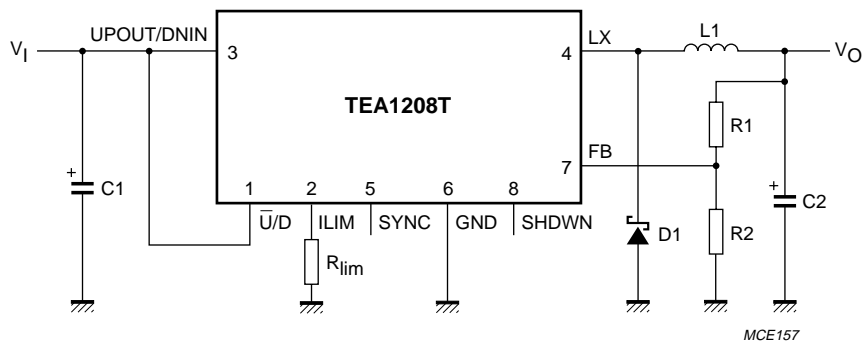 UPOUT/DNIN
LX
L1
VI
VO
3
4
TEA1208T
R1
FB
7
C1
C2
1
2
5
6
8
U̅/D
ILIM
SYNC
GND
SHDWN
D1
R2
Rlim
MCE157